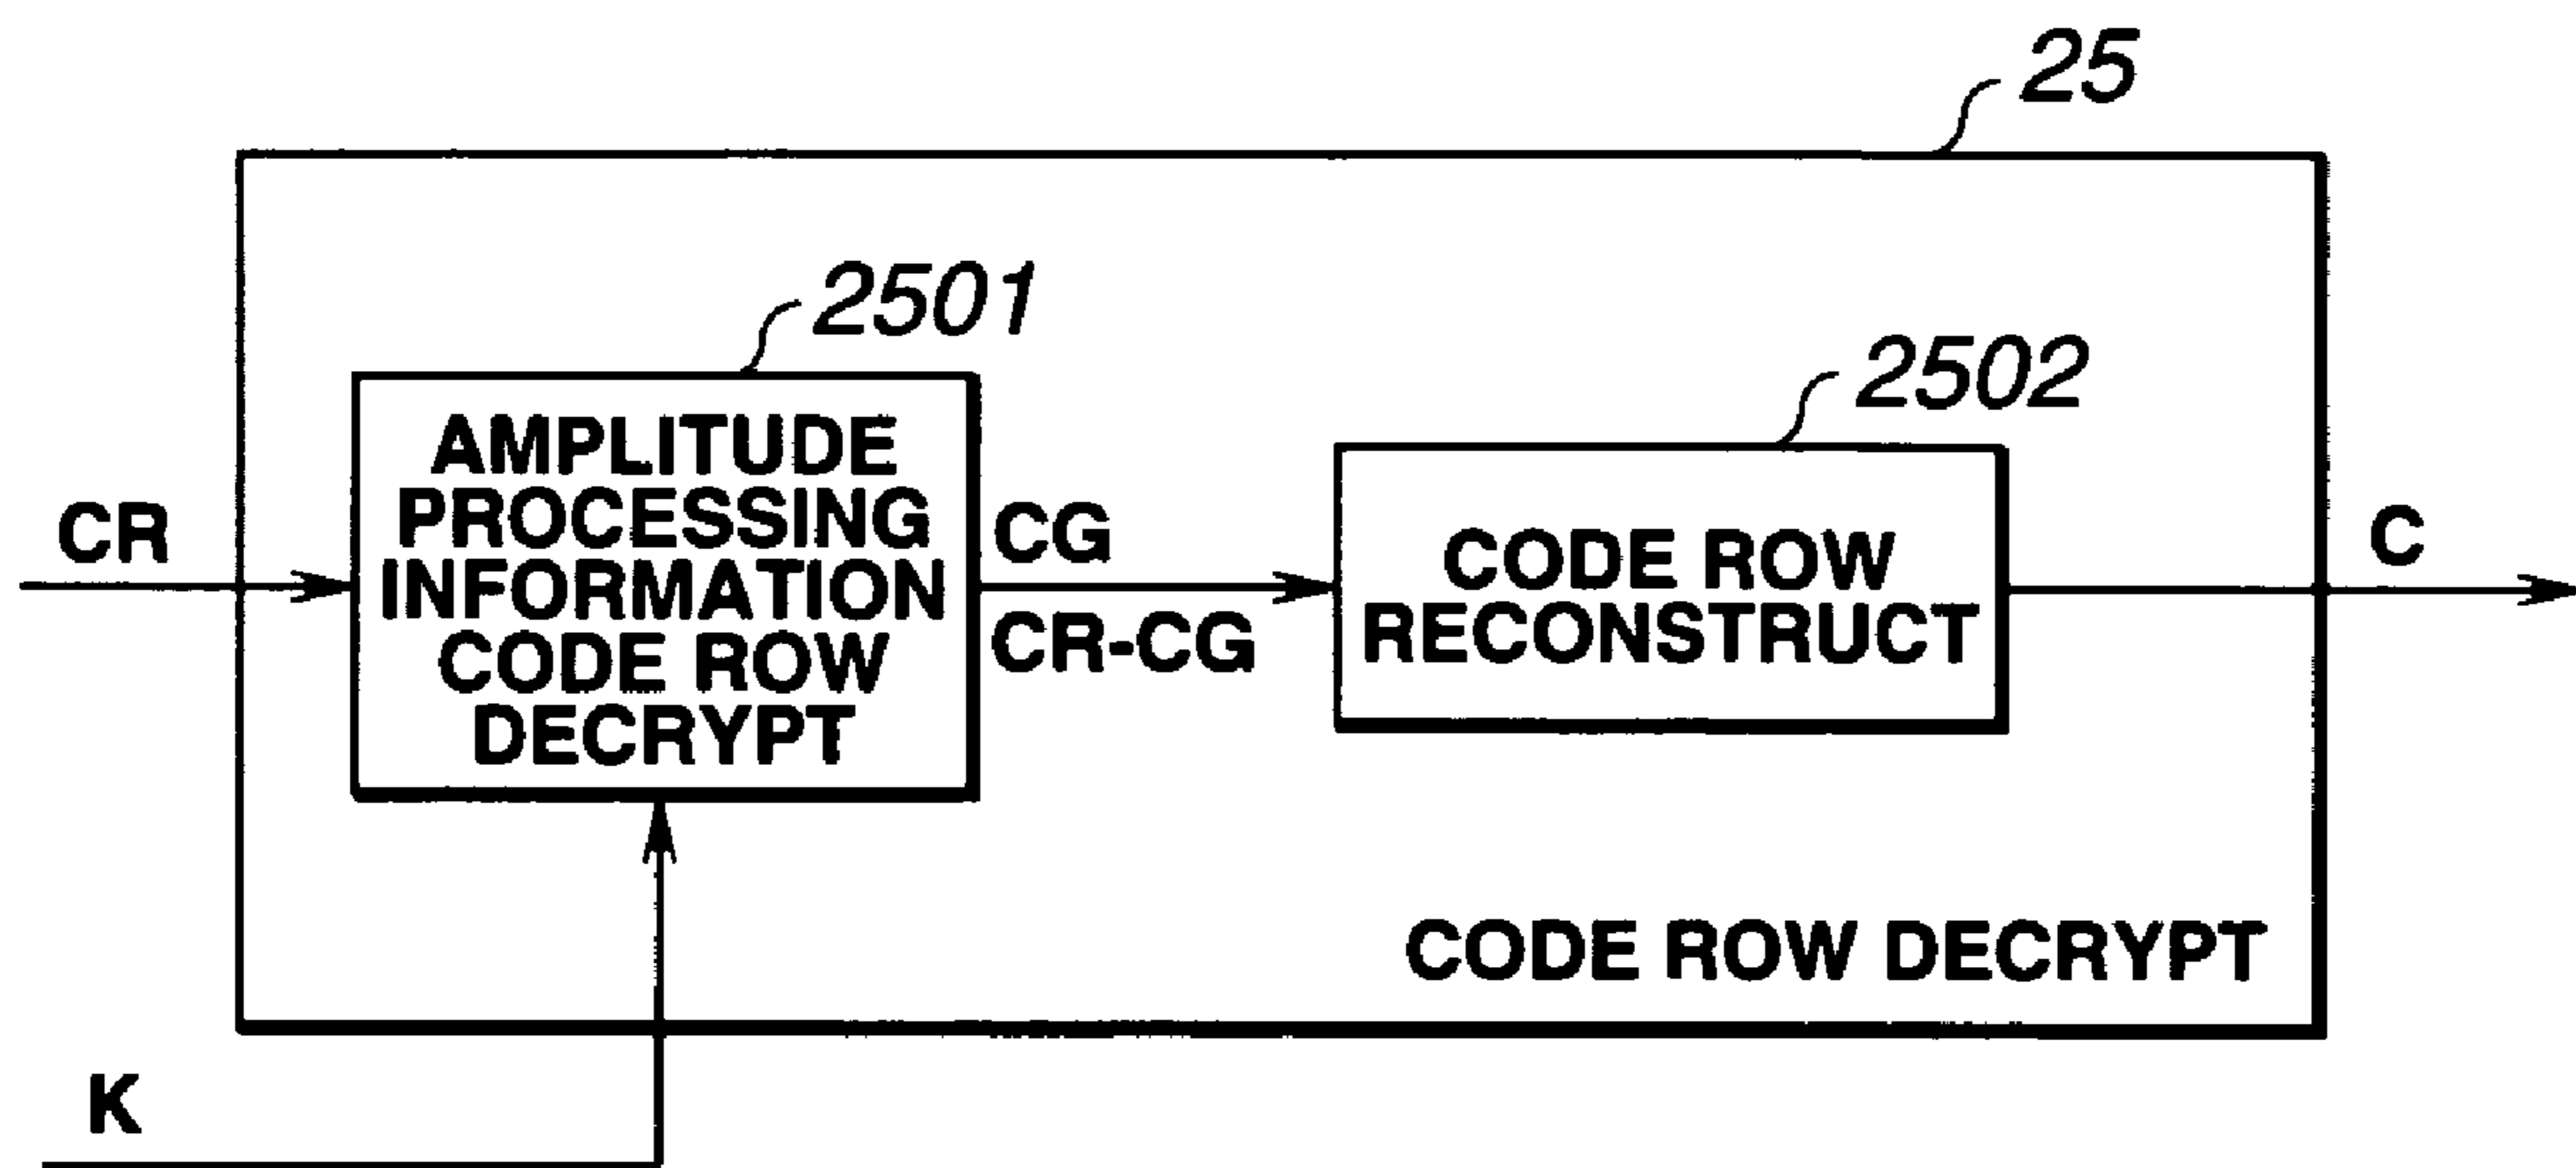 25
2501
2502
AMPLITUDE
PROCESSING
INFORMATION
CODE ROW
DECRYPT
CR
CG
CR-CG
CODE ROW
RECONSTRUCT
C
CODE ROW DECRYPT
K